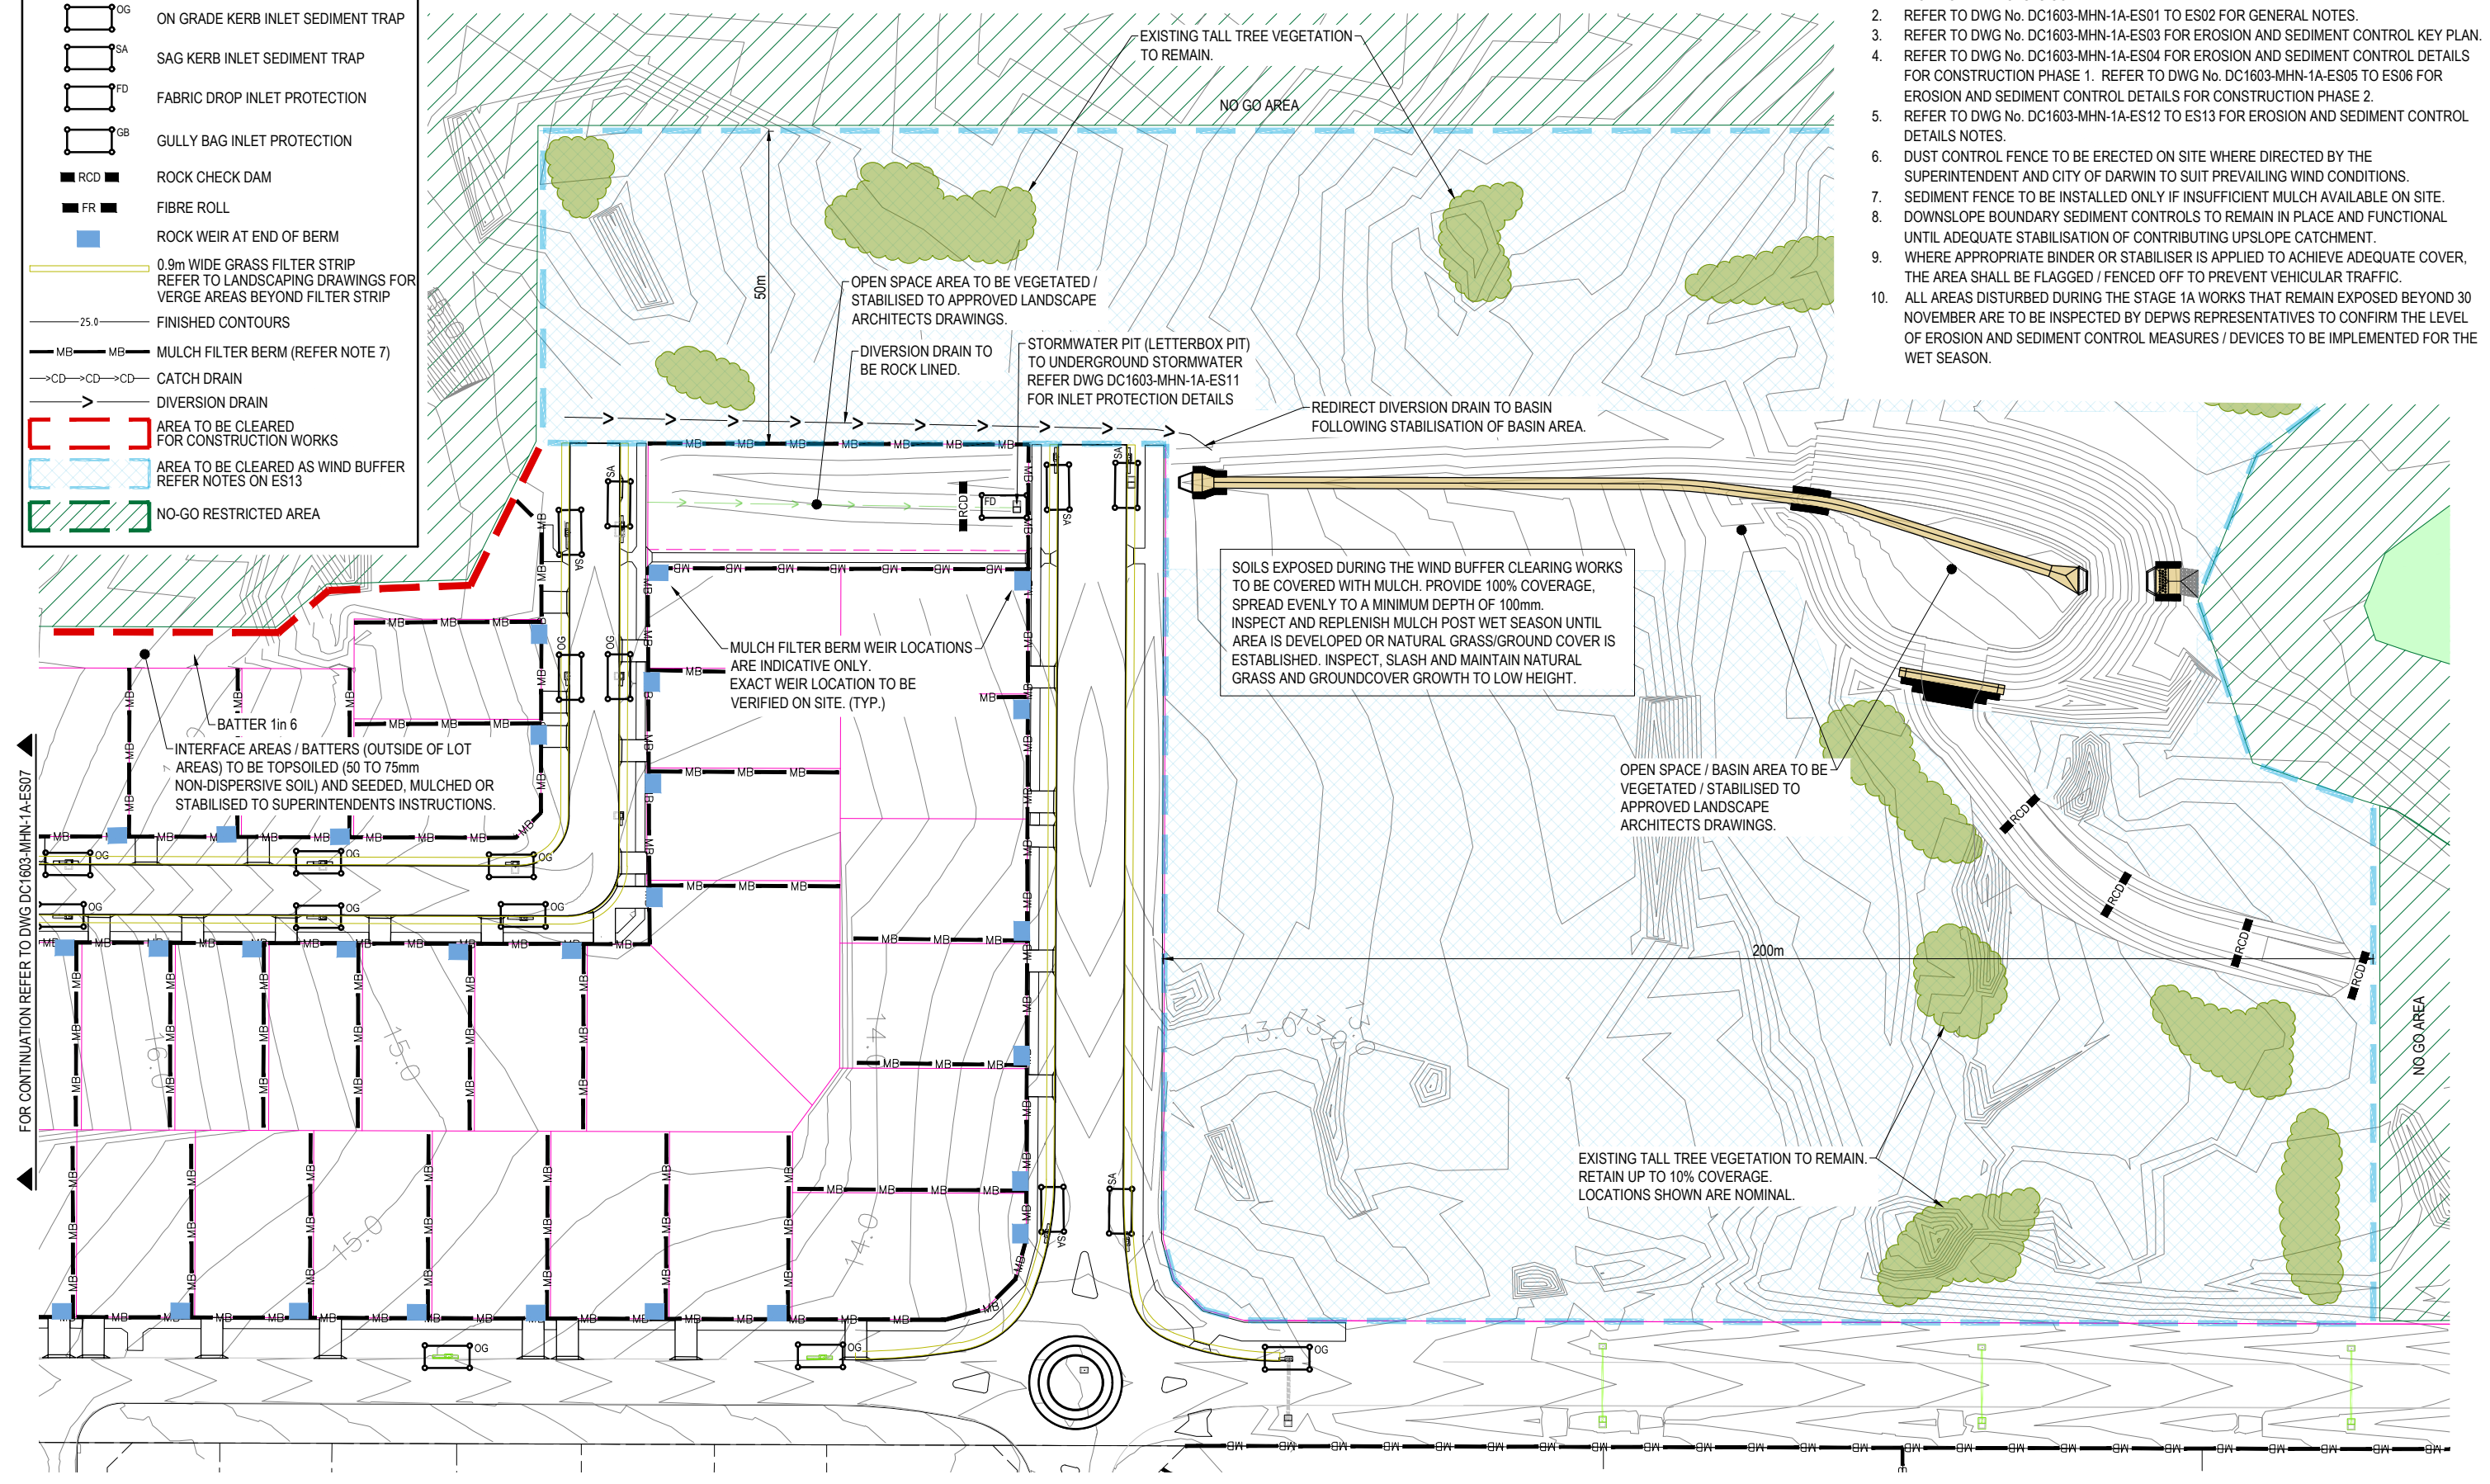 OG
ON GRADE KERB INLET SEDIMENT TRAP
SA
SAG KERB INLET SEDIMENT TRAP
FD
FABRIC DROP INLET PROTECTION
GB
GULLY BAG INLET PROTECTION
RCD
ROCK CHECK DAM
FR
FIBRE ROLL
ROCK WEIR AT END OF BERM
0.9m WIDE GRASS FILTER STRIP
REFER TO LANDSCAPING DRAWINGS FOR
VERGE AREAS BEYOND FILTER STRIP
25.0
FINISHED CONTOURS
MB MB
MULCH FILTER BERM (REFER NOTE 7)
>CD >CD >CD
CATCH DRAIN
>
DIVERSION DRAIN
AREA TO BE CLEARED
FOR CONSTRUCTION WORKS
AREA TO BE CLEARED AS WIND BUFFER
REFER NOTES ON ES13
NO-GO RESTRICTED AREA
2. REFER TO DWG No. DC1603-MHN-1A-ES01 TO ES02 FOR GENERAL NOTES.
3. REFER TO DWG No. DC1603-MHN-1A-ES03 FOR EROSION AND SEDIMENT CONTROL KEY PLAN.
4. REFER TO DWG No. DC1603-MHN-1A-ES04 FOR EROSION AND SEDIMENT CONTROL DETAILS
FOR CONSTRUCTION PHASE 1. REFER TO DWG No. DC1603-MHN-1A-ES05 TO ES06 FOR
EROSION AND SEDIMENT CONTROL DETAILS FOR CONSTRUCTION PHASE 2.
5. REFER TO DWG No. DC1603-MHN-1A-ES12 TO ES13 FOR EROSION AND SEDIMENT CONTROL
DETAILS NOTES.
6. DUST CONTROL FENCE TO BE ERECTED ON SITE WHERE DIRECTED BY THE
SUPERINTENDENT AND CITY OF DARWIN TO SUIT PREVAILING WIND CONDITIONS.
7. SEDIMENT FENCE TO BE INSTALLED ONLY IF INSUFFICIENT MULCH AVAILABLE ON SITE.
8. DOWNSLOPE BOUNDARY SEDIMENT CONTROLS TO REMAIN IN PLACE AND FUNCTIONAL
UNTIL ADEQUATE STABILISATION OF CONTRIBUTING UPSLOPE CATCHMENT.
9. WHERE APPROPRIATE BINDER OR STABILISER IS APPLIED TO ACHIEVE ADEQUATE COVER,
THE AREA SHALL BE FLAGGED / FENCED OFF TO PREVENT VEHICULAR TRAFFIC.
10. ALL AREAS DISTURBED DURING THE STAGE 1A WORKS THAT REMAIN EXPOSED BEYOND 30
NOVEMBER ARE TO BE INSPECTED BY DEPWS REPRESENTATIVES TO CONFIRM THE LEVEL
OF EROSION AND SEDIMENT CONTROL MEASURES / DEVICES TO BE IMPLEMENTED FOR THE
WET SEASON.
EXISTING TALL TREE VEGETATION
TO REMAIN.
NO GO AREA
50m
OPEN SPACE AREA TO BE VEGETATED /
STABILISED TO APPROVED LANDSCAPE
ARCHITECTS DRAWINGS.
DIVERSION DRAIN TO
BE ROCK LINED.
STORMWATER PIT (LETTERBOX PIT)
TO UNDERGROUND STORMWATER
REFER DWG DC1603-MHN-1A-ES11
FOR INLET PROTECTION DETAILS
REDIRECT DIVERSION DRAIN TO BASIN
FOLLOWING STABILISATION OF BASIN AREA.
RCD
FD
SOILS EXPOSED DURING THE WIND BUFFER CLEARING WORKS
TO BE COVERED WITH MULCH. PROVIDE 100% COVERAGE,
SPREAD EVENLY TO A MINIMUM DEPTH OF 100mm.
INSPECT AND REPLENISH MULCH POST WET SEASON UNTIL
AREA IS DEVELOPED OR NATURAL GRASS/GROUND COVER IS
ESTABLISHED. INSPECT, SLASH AND MAINTAIN NATURAL
GRASS AND GROUNDCOVER GROWTH TO LOW HEIGHT.
MULCH FILTER BERM WEIR LOCATIONS
ARE INDICATIVE ONLY.
EXACT WEIR LOCATION TO BE
VERIFIED ON SITE. (TYP.)
BATTER 1in 6
INTERFACE AREAS / BATTERS (OUTSIDE OF LOT
AREAS) TO BE TOPSOILED (50 TO 75mm
NON-DISPERSIVE SOIL) AND SEEDED, MULCHED OR
STABILISED TO SUPERINTENDENTS INSTRUCTIONS.
OPEN SPACE / BASIN AREA TO BE
VEGETATED / STABILISED TO
APPROVED LANDSCAPE
ARCHITECTS DRAWINGS.
FOR CONTINUATION REFER TO DWG DC1603-MHN-1A-ES07
RCD
RCD
RCD
RCD
200m
NO GO AREA
16.0
15.0
14.0
15.0
14.0
EXISTING TALL TREE VEGETATION TO REMAIN.
RETAIN UP TO 10% COVERAGE.
LOCATIONS SHOWN ARE NOMINAL.
OG
OG
OG